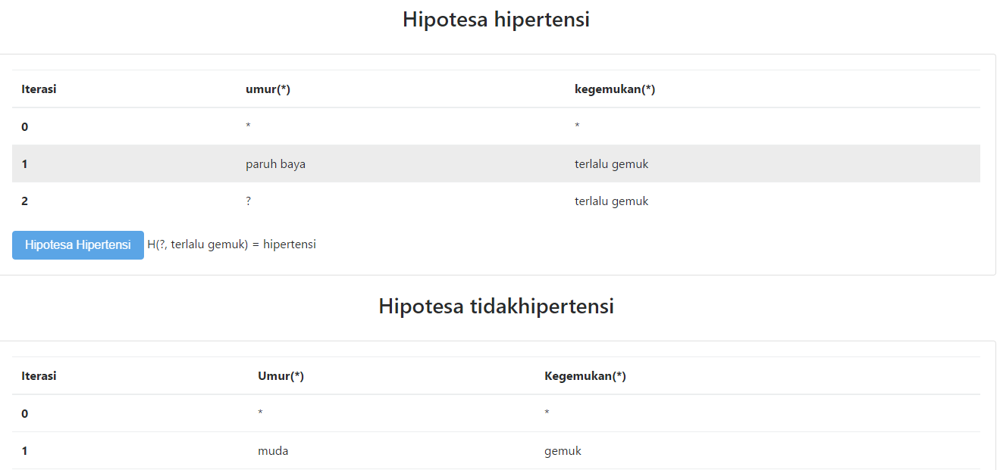 Hipotesa hipertensi
Iterasi umur(*) kegemukan(*)
0 * *
1 paruh baya terlalu gemuk
2 ? terlalu gemuk
Hipotesa Hipertensi H(?, terlalu gemuk) = hipertensi
Hipotesa tidakhipertensi
Iterasi Umur(*) Kegemukan(*)
0 * *
1 muda gemuk